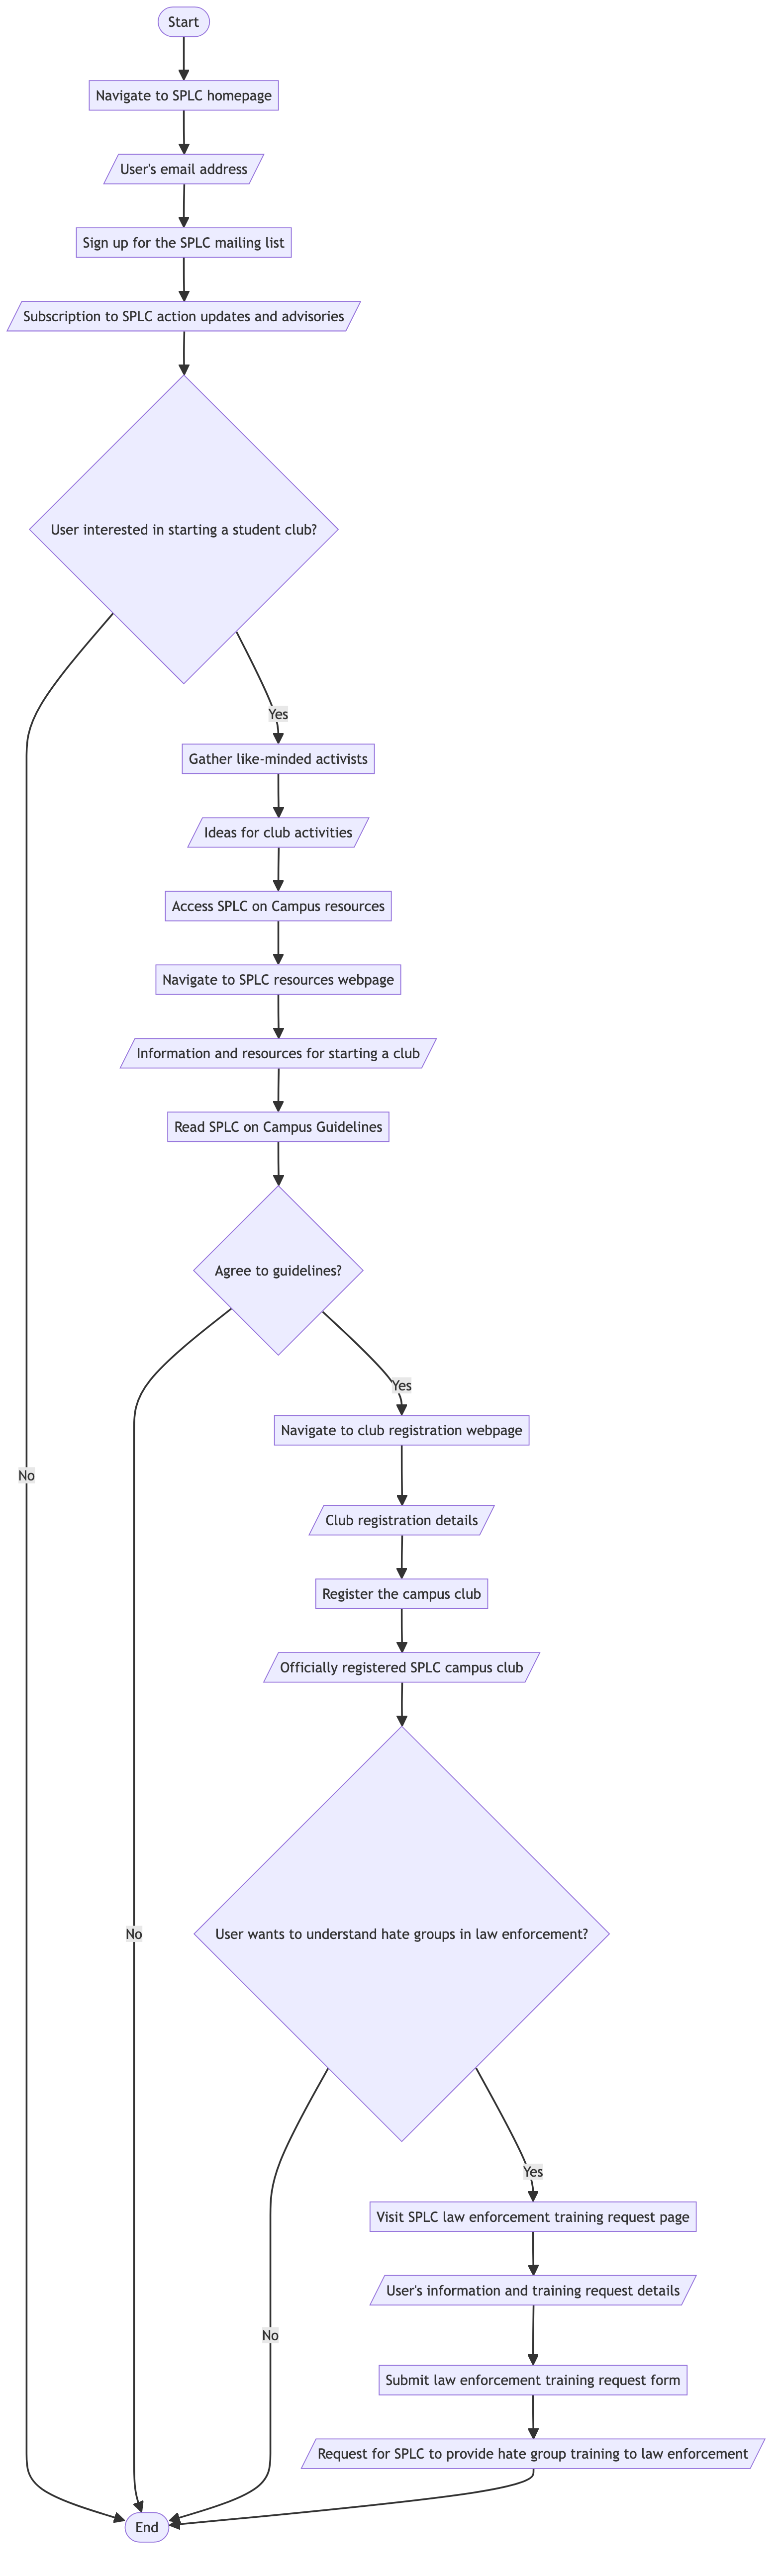 Start
Navigate to SPLC homepage
User's email address
Sign up for the SPLC mailing list
Subscription to SPLC action updates and advisories
User interested in starting a student club?
Yes
Gather like-minded activists
Ideas for club activities
Access SPLC on Campus resources
Navigate to SPLC resources webpage
Information and resources for starting a club
Read SPLC on Campus Guidelines
Agree to guidelines?
Yes
Navigate to club registration webpage
No
Club registration details
Register the campus club
Officially registered SPLC campus club
User wants to understand hate groups in law enforcement?
No
Yes
Visit SPLC law enforcement training request page
User's information and training request details
No
Submit law enforcement training request form
Request for SPLC to provide hate group training to law enforcement
End